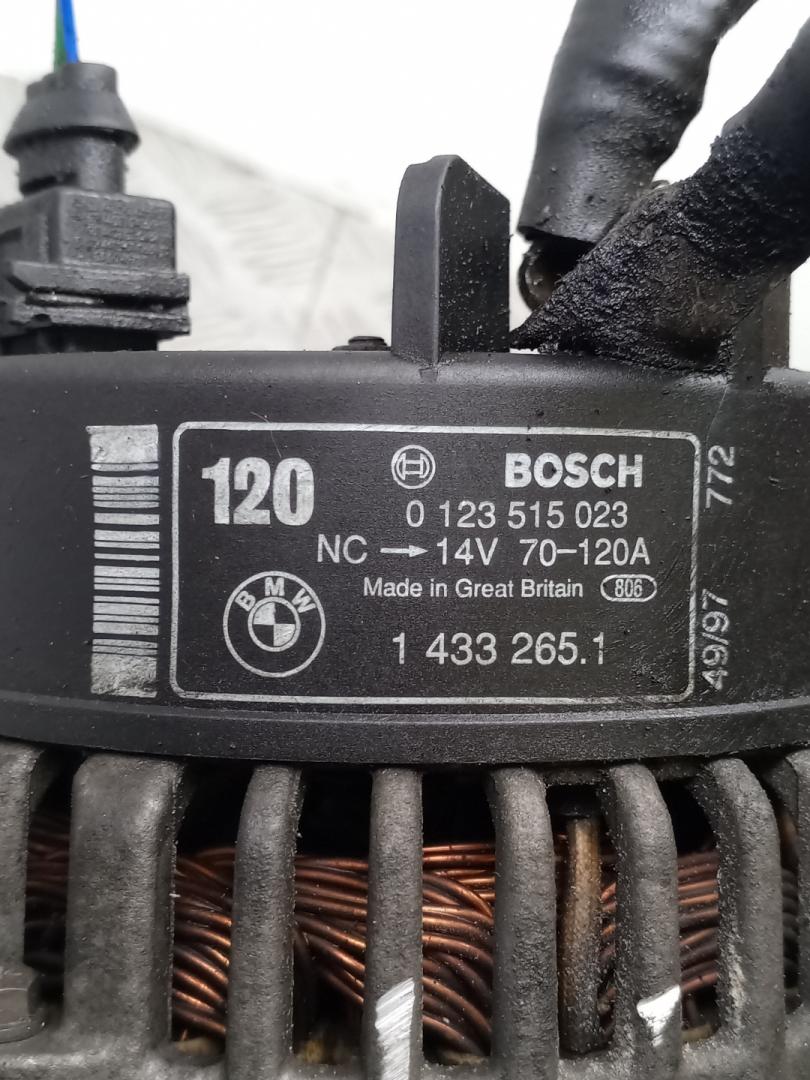 120
BOSCH
0 123 515 023
NC → 14V 70-120A
Made in Great Britain 806
BMW
1 433 265.1
49/97 772